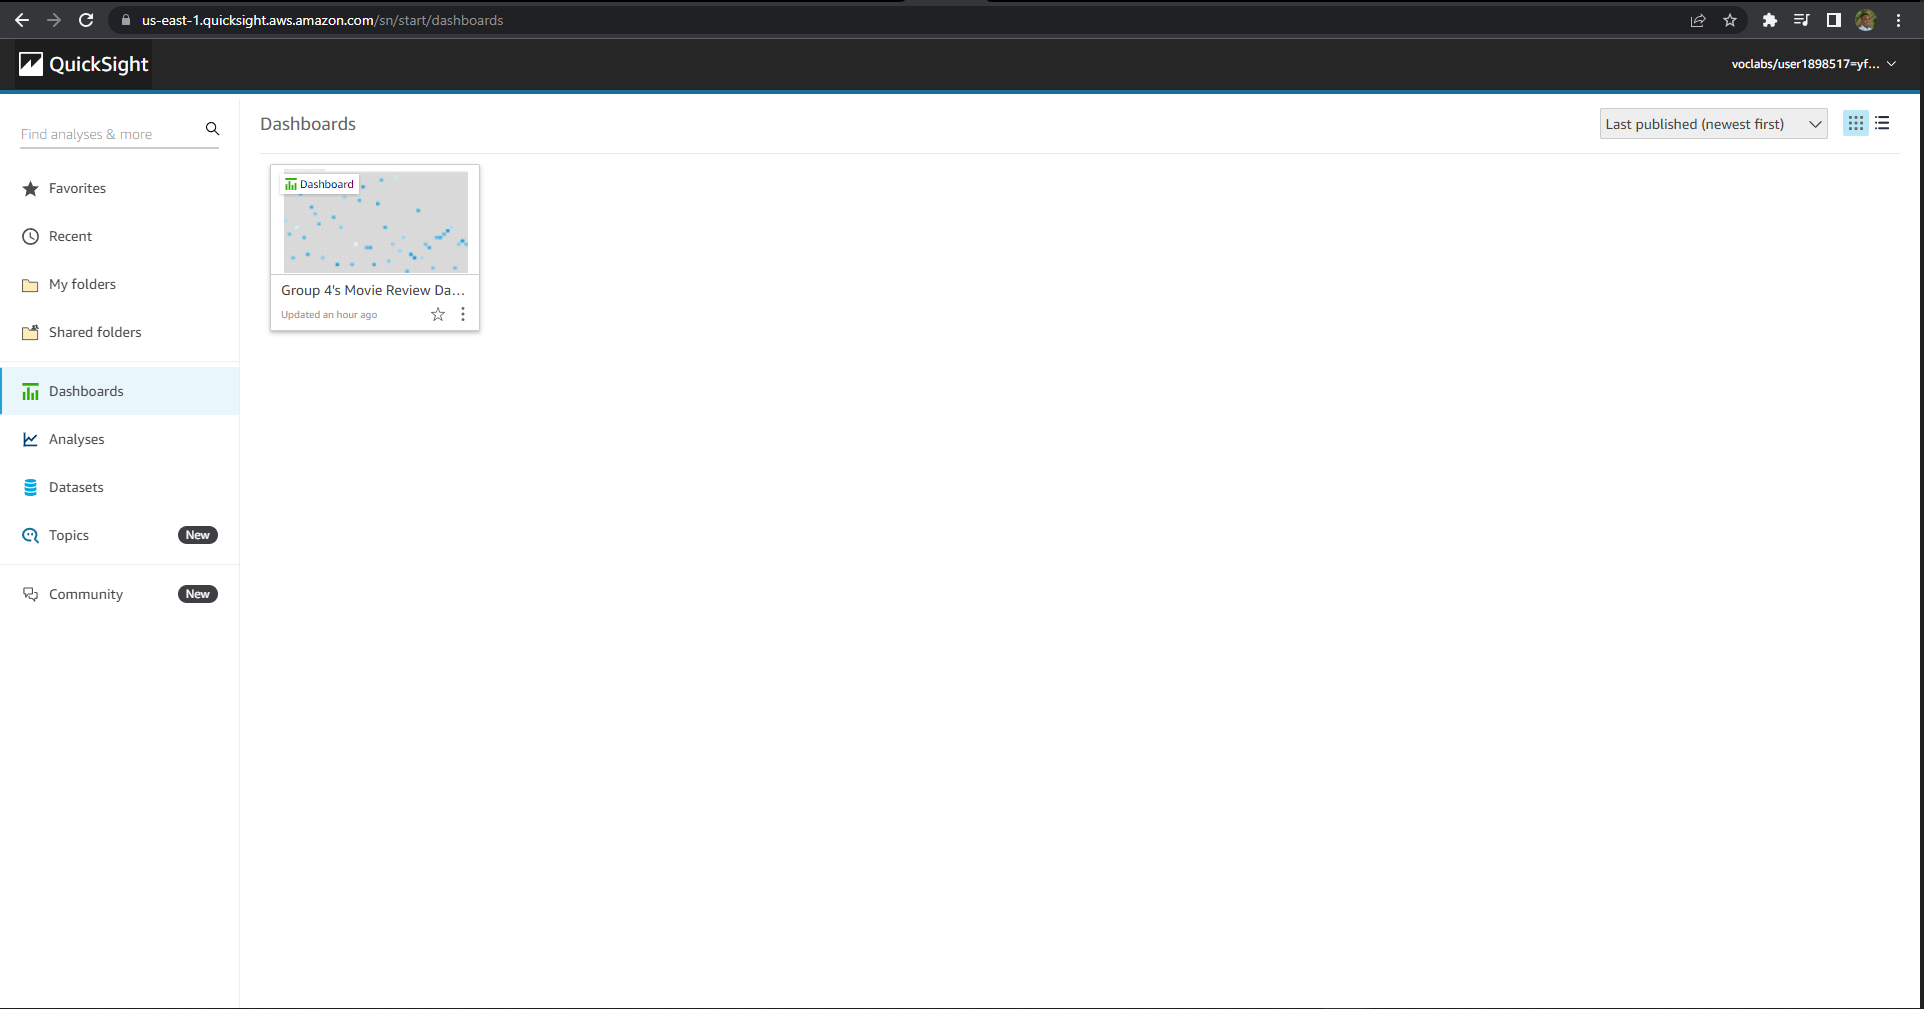 us-east-1.quicksight.aws.amazon.com/sn/start/dashboards
QuickSight
voclabs/user1898517=yf...
Find analyses & more
Favorites
Recent
My folders
Shared folders
Dashboards
Analyses
Datasets
Topics New
Community New
Dashboards
Last published (newest first)
Dashboard
Group 4's Movie Review Da...
Updated an hour ago